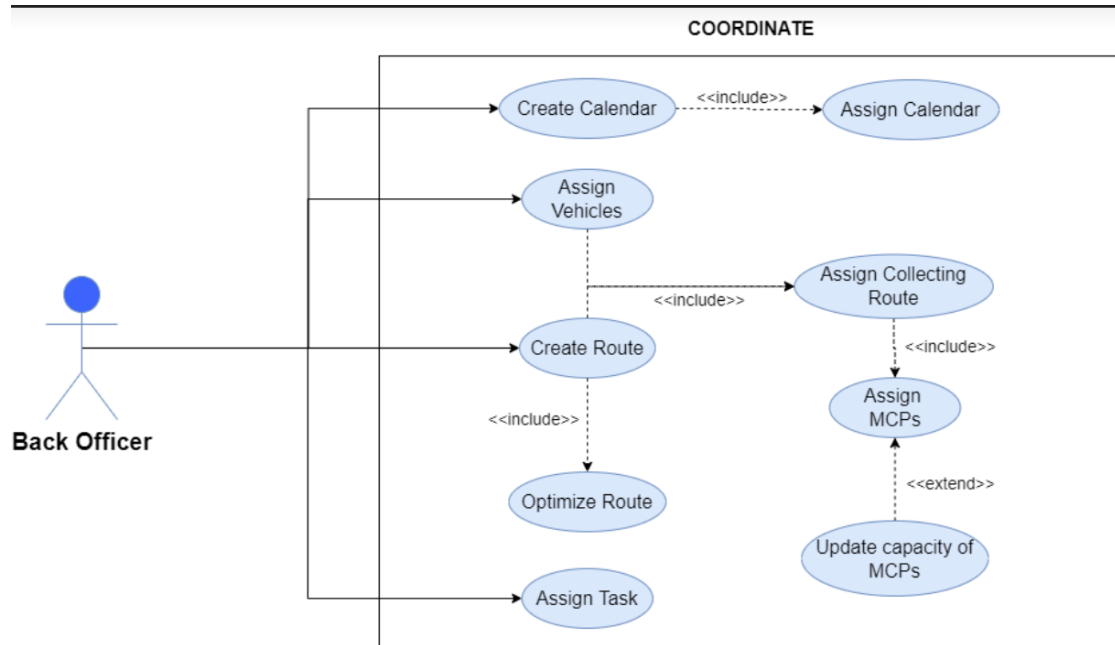 COORDINATE
Create Calendar
<<include>>
Assign Calendar
Assign
Vehicles
Assign Collecting
Route
<<include>>
Create Route
<<include>>
Assign
MCPs
<<include>>
Back Officer
<<extend>>
Optimize Route
Update capacity of
MCPs
Assign Task